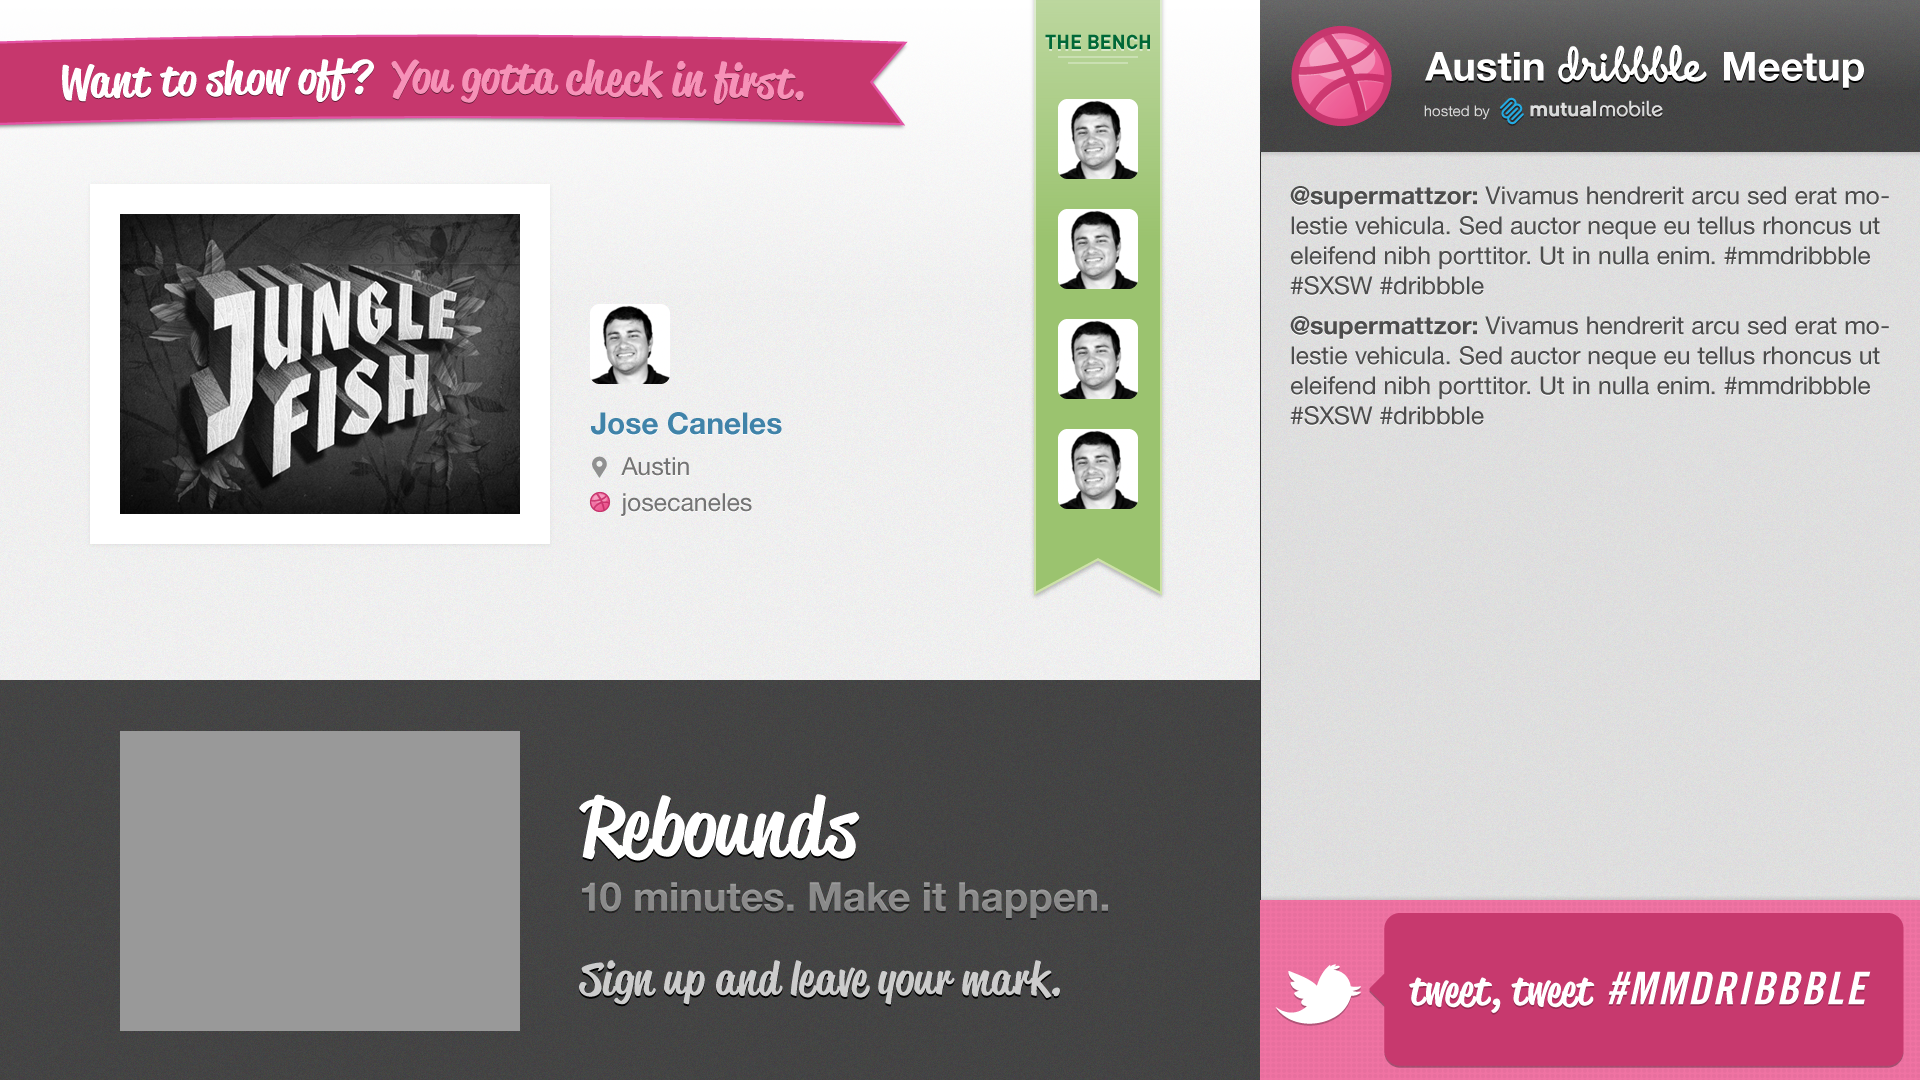 Want to show off? You gotta check in first.
JUNGLE
FISH
Jose Caneles
Austin
josecaneles
THE BENCH
Rebounds
10 minutes. Make it happen.
Sign up and leave your mark.
Austin dribbble Meetup
hosted by mutualmobile
@supermattzor: Vivamus hendrerit arcu sed erat mo-
lestie vehicula. Sed auctor neque eu tellus rhoncus ut
eleifend nibh porttitor. Ut in nulla enim. #mmdribbble
#SXSW #dribbble
@supermattzor: Vivamus hendrerit arcu sed erat mo-
lestie vehicula. Sed auctor neque eu tellus rhoncus ut
eleifend nibh porttitor. Ut in nulla enim. #mmdribbble
#SXSW #dribbble
tweet, tweet #MMDRIBBBLE